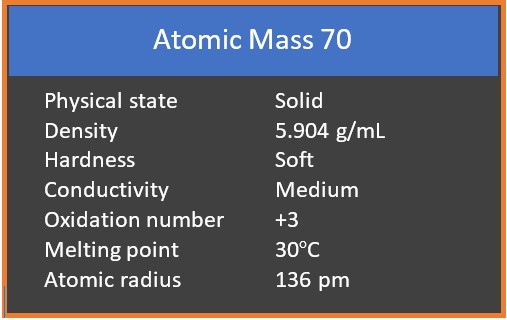 Atomic Mass 70
Physical state Solid
Density 5.904 g/mL
Hardness Soft
Conductivity Medium
Oxidation number +3
Melting point 30°C
Atomic radius 136 pm